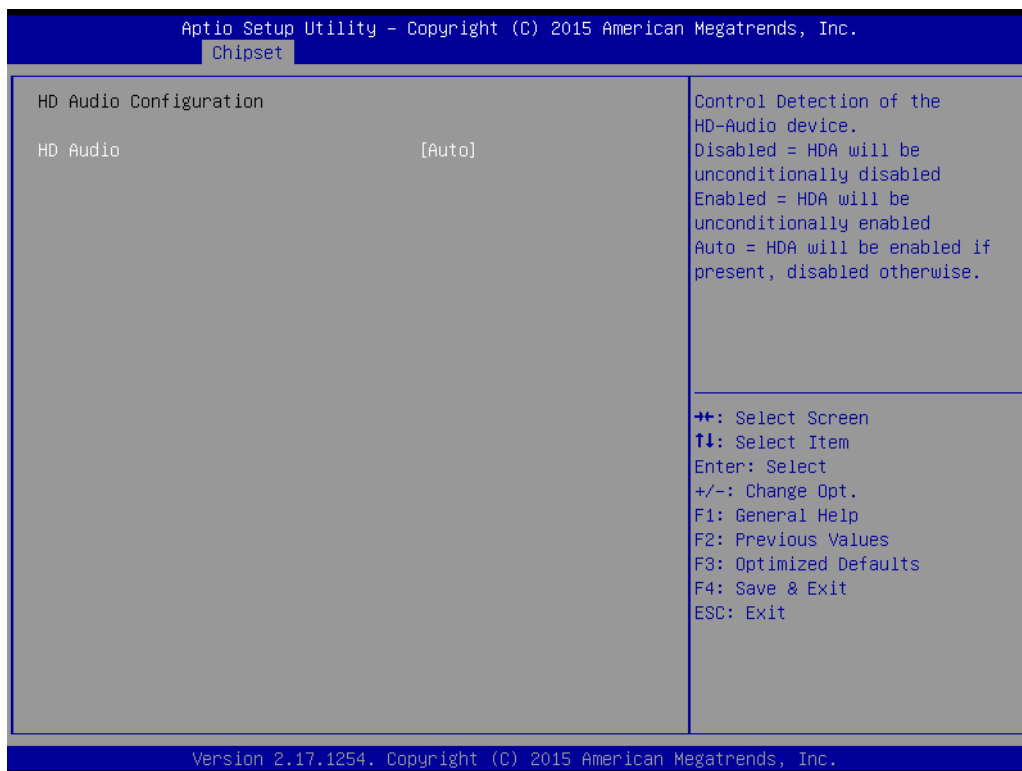 Aptio Setup Utility – Copyright (C) 2015 American Megatrends, Inc.
Chipset
HD Audio Configuration
HD Audio [Auto]
Control Detection of the
HD-Audio device.
Disabled = HDA will be
unconditionally disabled
Enabled = HDA will be
unconditionally enabled
Auto = HDA will be enabled if
present, disabled otherwise.
→←: Select Screen
↑↓: Select Item
Enter: Select
+/-: Change Opt.
F1: General Help
F2: Previous Values
F3: Optimized Defaults
F4: Save & Exit
ESC: Exit
Version 2.17.1254. Copyright (C) 2015 American Megatrends, Inc.